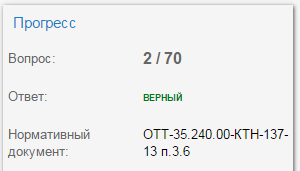 Прогресс
Вопрос: 2 / 70
Ответ: ВЕРНЫЙ
Нормативный документ: ОТТ-35.240.00-КТН-137-
13 п.3.6